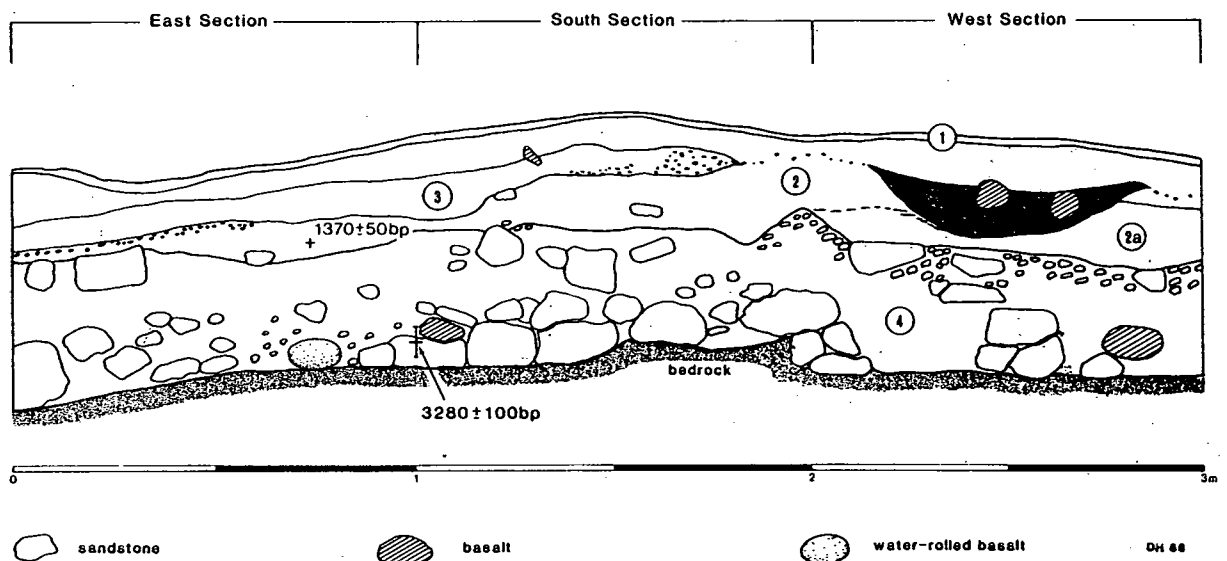 East Section
South Section
West Section
1
2
3
1370±50bp
2a
4
bedrock
3280±100bp
0
1
2
3m
sandstone
basalt
water-rolled basalt
DH 88